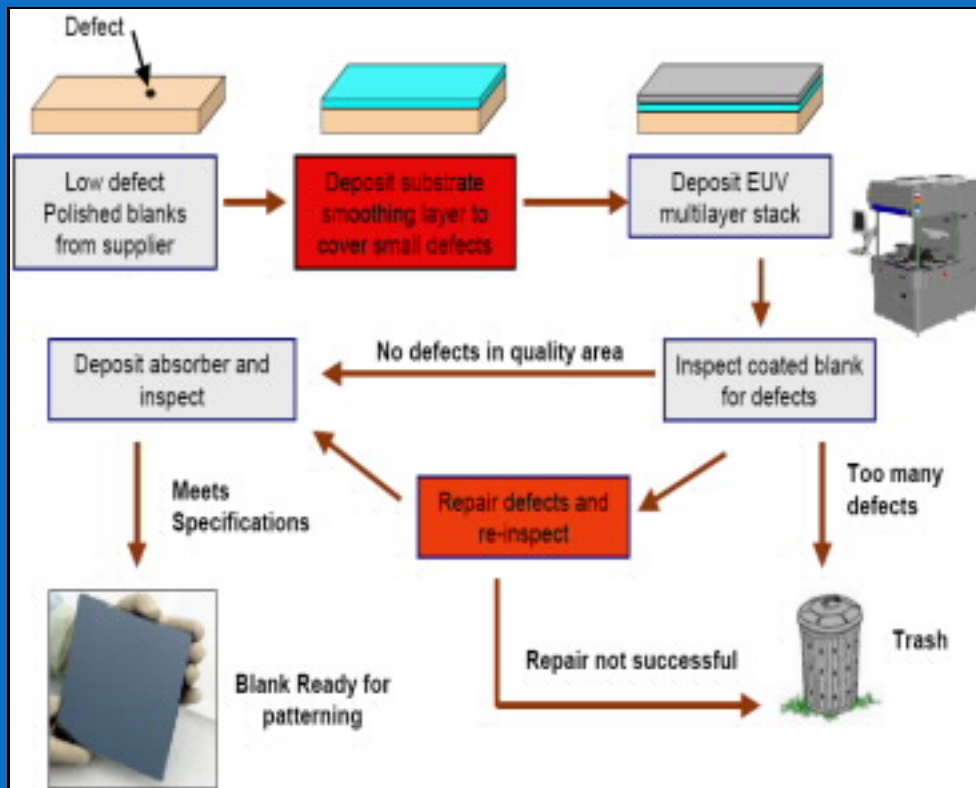 Defect
Low defect
Polished blanks
from supplier
Deposit substrate
smoothing layer to
cover small defects
Deposit EUV
multilayer stack
No defects in quality area
Deposit absorber and
inspect
Inspect coated blank
for defects
Meets
Specifications
Repair defects and
re-inspect
Too many
defects
Repair not successful
Trash
Blank Ready for
patterning